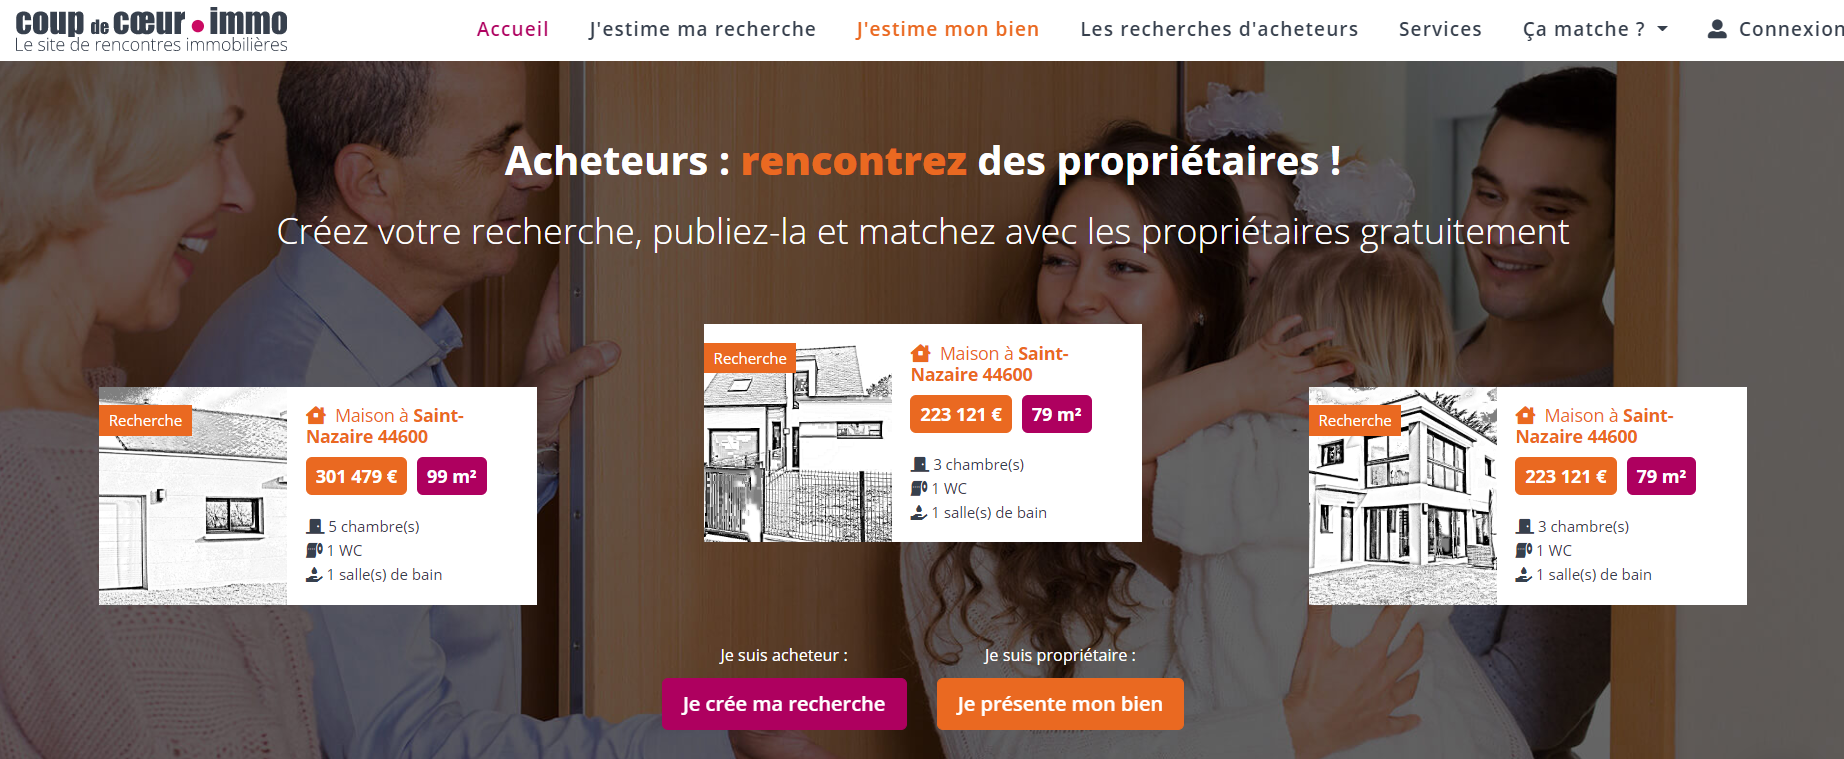 coup de cœur • immo
Le site de rencontres immobilières
Accueil
J'estime ma recherche
J'estime mon bien
Les recherches d'acheteurs
Services
Ça matche ?
Connexion
Acheteurs : rencontrez des propriétaires !
Créez votre recherche, publiez-la et matchez avec les propriétaires gratuitement
Recherche
Maison à Saint-
Nazaire 44600
301 479 €
99 m²
5 chambre(s)
1 WC
1 salle(s) de bain
Recherche
Maison à Saint-
Nazaire 44600
223 121 €
79 m²
3 chambre(s)
1 WC
1 salle(s) de bain
Recherche
Maison à Saint-
Nazaire 44600
223 121 €
79 m²
3 chambre(s)
1 WC
1 salle(s) de bain
Je suis acheteur :
Je crée ma recherche
Je suis propriétaire :
Je présente mon bien